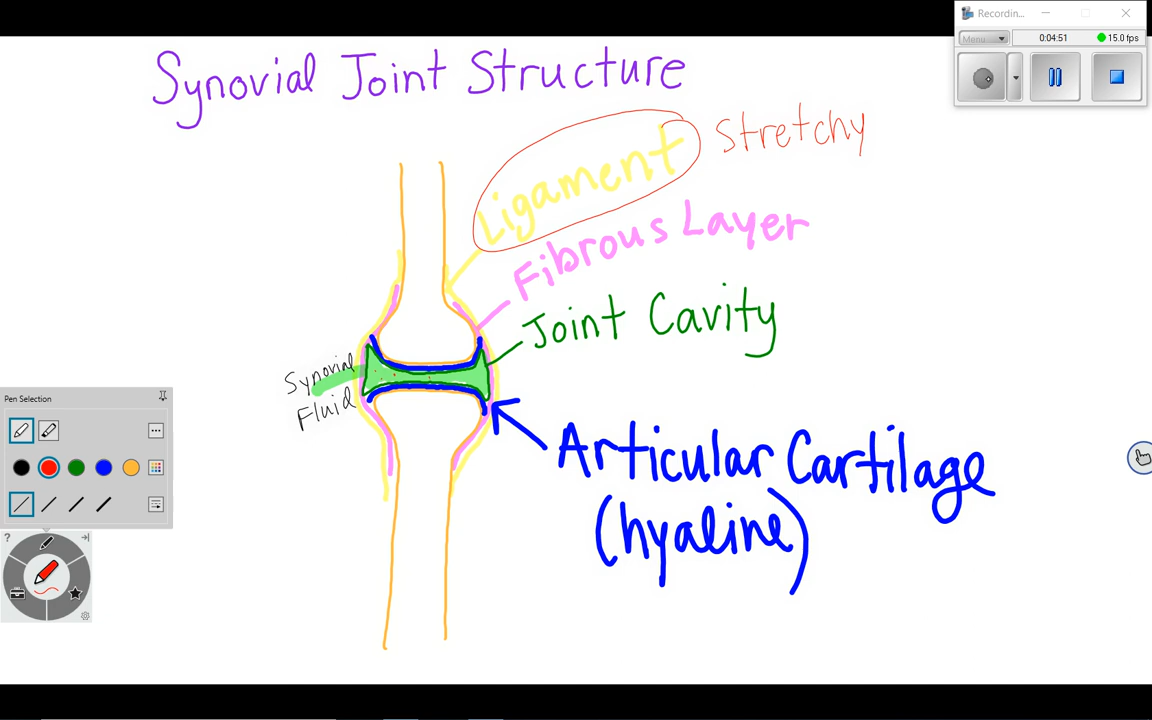 Recordin...
Menu
0:04:51
15.0 fps
Synovial Joint Structure
Ligament
Stretchy
Fibrous Layer
Joint Cavity
Synovial
Fluid
Articular Cartilage
(hyaline)
Pen Selection
?